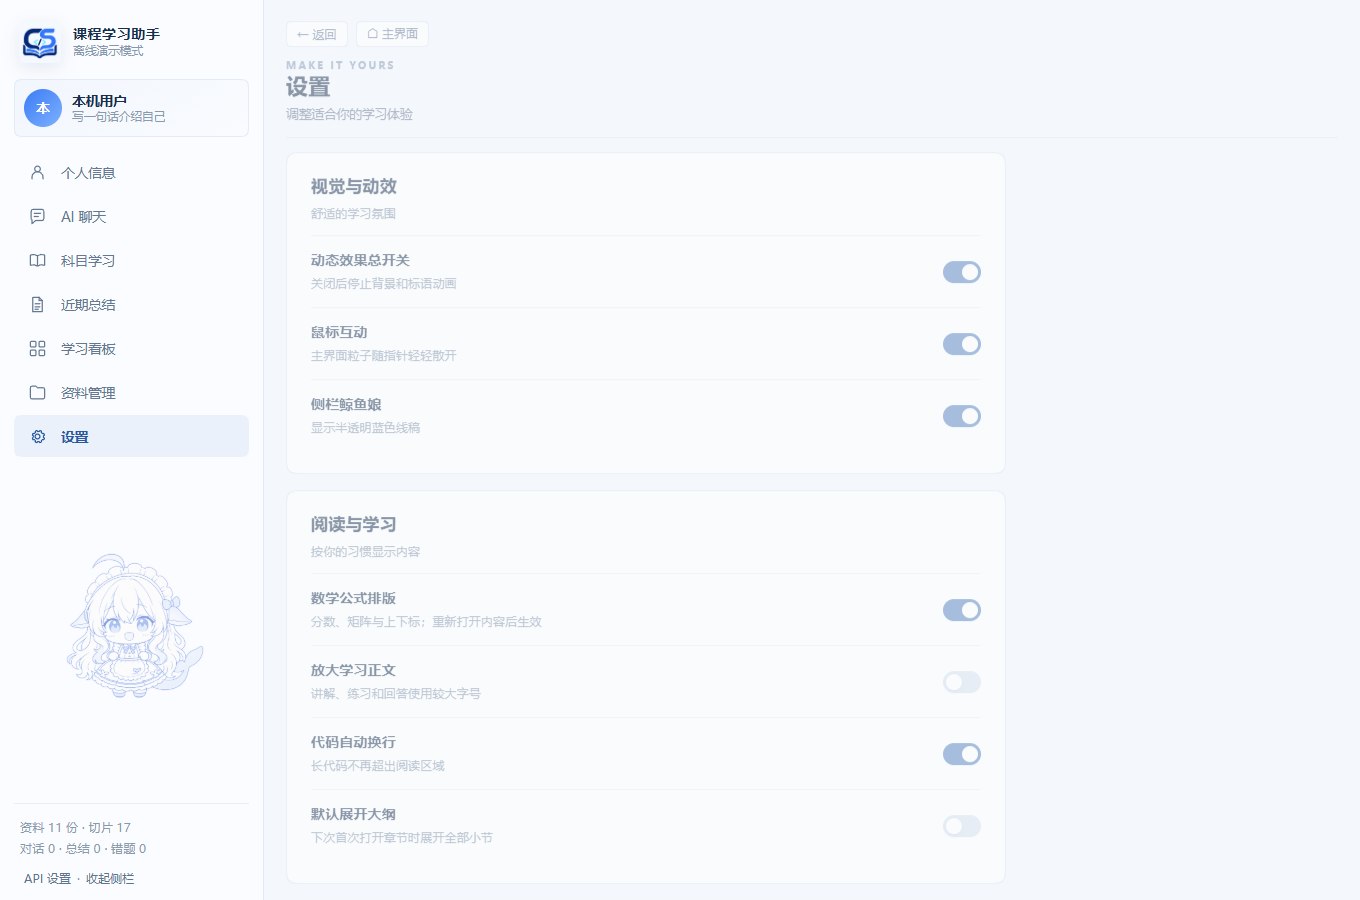 课程学习助手
离线演示模式
本
本机用户
写一句话介绍自己
个人信息
AI 聊天
科目学习
近期总结
学习看板
资料管理
设置
资料 11 份 · 切片 17
对话 0 · 总结 0 · 错题 0
API 设置 · 收起侧栏
← 返回
主界面
MAKE IT YOURS
设置
调整适合你的学习体验
视觉与动效
舒适的学习氛围
动态效果总开关
关闭后停止背景和标语动画
鼠标互动
主界面粒子随指针轻轻散开
侧栏鲸鱼娘
显示半透明蓝色线稿
阅读与学习
按你的习惯显示内容
数学公式排版
分数、矩阵与上下标；重新打开内容后生效
放大学习正文
讲解、练习和回答使用较大字号
代码自动换行
长代码不再超出阅读区域
默认展开大纲
下次首次打开章节时展开全部小节